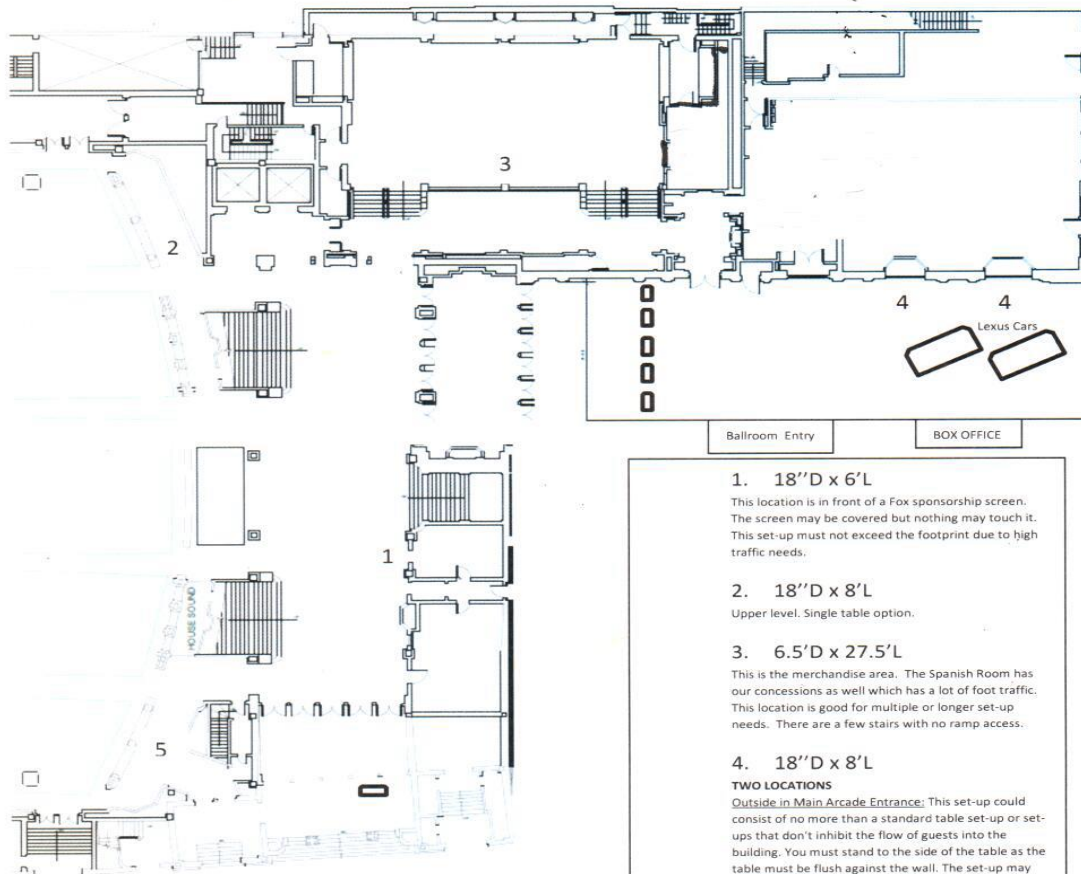 3
2
4
4
Lexus Cars
Ballroom Entry
BOX OFFICE
1
HOUSE SOUND
5
1. 18''D x 6'L
This location is in front of a Fox sponsorship screen.
The screen may be covered but nothing may touch it.
This set-up must not exceed the footprint due to high
traffic needs.
2. 18''D x 8'L
Upper level. Single table option.
3. 6.5'D x 27.5'L
This is the merchandise area. The Spanish Room has
our concessions as well which has a lot of foot traffic.
This location is good for multiple or longer set-up
needs. There are a few stairs with no ramp access.
4. 18''D x 8'L
TWO LOCATIONS
Outside in Main Arcade Entrance: This set-up could
consist of no more than a standard table set-up or set-
ups that don't inhibit the flow of guests into the
building. You must stand to the side of the table as the
table must be flush against the wall. The set-up may